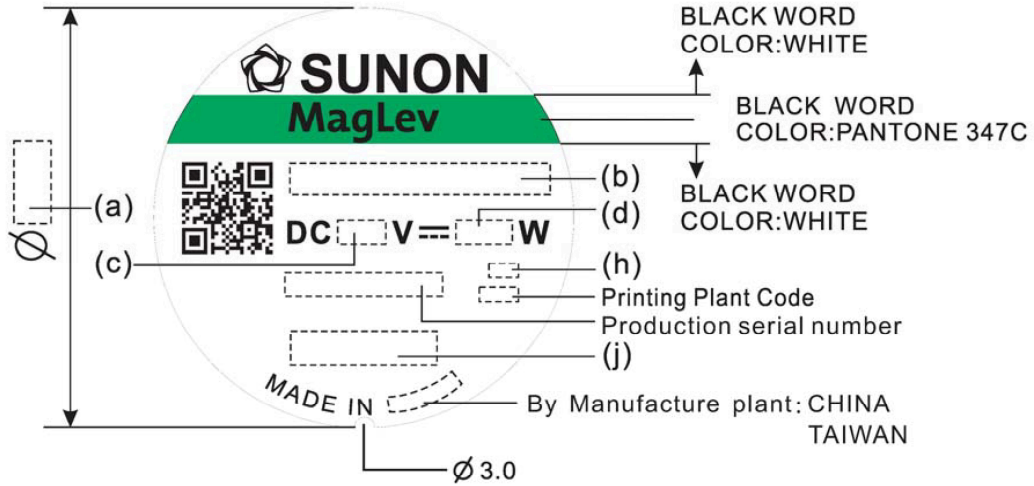 BLACK WORD
COLOR:WHITE
SUNON
MagLev
BLACK WORD
COLOR:PANTONE 347C
(a)
(b)
BLACK WORD
COLOR:WHITE
(d)
DC V W
(c)
(h)
Printing Plant Code
Production serial number
(j)
MADE IN
By Manufacture plant: CHINA
TAIWAN
Ø
Ø 3.0